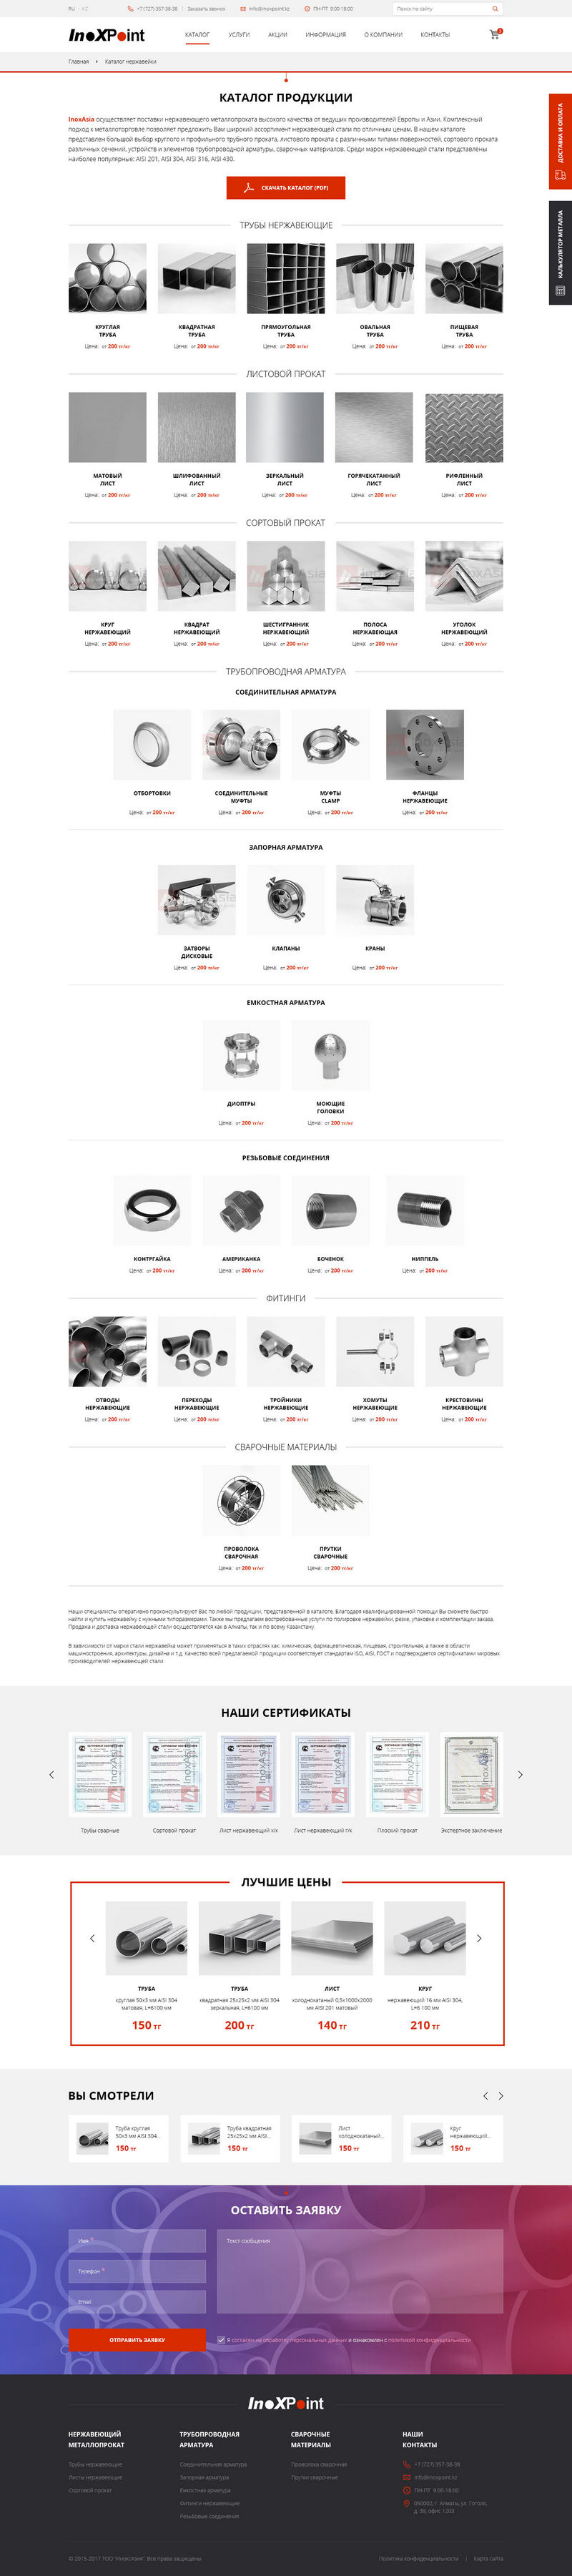 RU KZ
+7 (727) 357-38-38
Заказать звонок
info@inoxpoint.kz
ПН-ПТ 9:00-18:00
Поиск по сайту
InoXPoint
КАТАЛОГ УСЛУГИ АКЦИИ ИНФОРМАЦИЯ О КОМПАНИИ КОНТАКТЫ
Главная Каталог нержавейки
ДОСТАВКА И ОПЛАТА
КАЛЬКУЛЯТОР МЕТАЛЛА
КАТАЛОГ ПРОДУКЦИИ
InoxAsia осуществляет поставки нержавеющего металлопроката высокого качества от ведущих производителей Европы и Азии. Комплексный
подход к металлоторговле позволяет предложить Вам широкий ассортимент нержавеющей стали по отличным ценам. В нашем каталоге
представлен большой выбор круглого и профильного трубного проката, листового проката с различными типами поверхностей, сортового проката
различных сечений, устройств и элементов трубопроводной арматуры, сварочных материалов. Среди марок нержавеющей стали представлены
наиболее популярные: AISI 201, AISI 304, AISI 316, AISI 430.
СКАЧАТЬ КАТАЛОГ (PDF)
ТРУБЫ НЕРЖАВЕЮЩИЕ
КРУГЛАЯ ТРУБА
КВАДРАТНАЯ ТРУБА
ПРЯМОУГОЛЬНАЯ ТРУБА
ОВАЛЬНАЯ ТРУБА
ПИЩЕВАЯ ТРУБА
Цена: от 200 тг/кг Цена: от 200 тг/кг Цена: от 200 тг/кг Цена: от 200 тг/кг Цена: от 200 тг/кг
ЛИСТОВОЙ ПРОКАТ
МАТОВЫЙ ЛИСТ
ШЛИФОВАННЫЙ ЛИСТ
ЗЕРКАЛЬНЫЙ ЛИСТ
ГОРЯЧЕКАТАННЫЙ ЛИСТ
РИФЛЕННЫЙ ЛИСТ
Цена: от 200 тг/кг Цена: от 200 тг/кг Цена: от 200 тг/кг Цена: от 200 тг/кг Цена: от 200 тг/кг
СОРТОВЫЙ ПРОКАТ
КРУГ НЕРЖАВЕЮЩИЙ
КВАДРАТ НЕРЖАВЕЮЩИЙ
ШЕСТИГРАННИК НЕРЖАВЕЮЩИЙ
ПОЛОСА НЕРЖАВЕЮЩАЯ
УГОЛОК НЕРЖАВЕЮЩИЙ
Цена: от 200 тг/кг Цена: от 200 тг/кг Цена: от 200 тг/кг Цена: от 200 тг/кг Цена: от 200 тг/кг
ТРУБОПРОВОДНАЯ АРМАТУРА
СОЕДИНИТЕЛЬНАЯ АРМАТУРА
ОТБОРТОВКИ
СОЕДИНИТЕЛЬНЫЕ МУФТЫ
МУФТЫ CLAMP
ФЛАНЦЫ НЕРЖАВЕЮЩИЕ
Цена: от 200 тг/кг Цена: от 200 тг/кг Цена: от 200 тг/кг Цена: от 200 тг/кг
ЗАПОРНАЯ АРМАТУРА
ЗАТВОРЫ ДИСКОВЫЕ
КЛАПАНЫ
КРАНЫ
Цена: от 200 тг/кг Цена: от 200 тг/кг Цена: от 200 тг/кг
ЕМКОСТНАЯ АРМАТУРА
ДИОПТРЫ
МОЮЩИЕ ГОЛОВКИ
Цена: от 200 тг/кг Цена: от 200 тг/кг
РЕЗЬБОВЫЕ СОЕДИНЕНИЯ
КОНТРГАЙКА
АМЕРИКАНКА
БОЧЕНОК
НИППЕЛЬ
Цена: от 200 тг/кг Цена: от 200 тг/кг Цена: от 200 тг/кг Цена: от 200 тг/кг
ФИТИНГИ
ОТВОДЫ НЕРЖАВЕЮЩИЕ
ПЕРЕХОДЫ НЕРЖАВЕЮЩИЕ
ТРОЙНИКИ НЕРЖАВЕЮЩИЕ
ХОМУТЫ НЕРЖАВЕЮЩИЕ
КРЕСТОВИНЫ НЕРЖАВЕЮЩИЕ
Цена: от 200 тг/кг Цена: от 200 тг/кг Цена: от 200 тг/кг Цена: от 200 тг/кг Цена: от 200 тг/кг
СВАРОЧНЫЕ МАТЕРИАЛЫ
ПРОВОЛОКА СВАРОЧНАЯ
ПРУТКИ СВАРОЧНЫЕ
Цена: от 200 тг/кг Цена: от 200 тг/кг
Наши специалисты оперативно проконсультируют Вас по любой продукции, представленной в каталоге. Благодаря квалифицированной помощи Вы сможете быстро
найти и купить нержавейку с нужными типоразмерами. Также мы предлагаем востребованные услуги по полировке нержавейки, резке, упаковке и комплектации заказа.
Продажа и доставка нержавеющей стали осуществляется как в Алматы, так и по всему Казахстану.
В зависимости от марки стали нержавейка может применяться в таких отраслях как: химическая, фармацевтическая, пищевая, строительная, а также в области
машиностроения, архитектуры, дизайна и т.д. Качество всей предлагаемой продукции соответствует стандартам ISO, AISI, ГОСТ и подтверждается сертификатами мировых
производителей нержавеющей стали.
НАШИ СЕРТИФИКАТЫ
Трубы сварные
Сортовой прокат
Лист нержавеющий х/к
Лист нержавеющий г/к
Плоский прокат
Экспертное заключение
ЛУЧШИЕ ЦЕНЫ
ТРУБА
круглая 50х3 мм AISI 304
матовая, L=6100 мм
150 тг
ТРУБА
квадратная 25х25х2 мм AISI 304
зеркальная, L=6100 мм
200 тг
ЛИСТ
холоднокатаный 0,5х1000х2000
мм AISI 201 матовый
140 тг
КРУГ
нержавеющий 16 мм AISI 304,
L=6 100 мм
210 тг
ВЫ СМОТРЕЛИ
Труба круглая
50х3 мм AISI 304...
150 тг
Труба квадратная
25х25х2 мм AISI...
150 тг
Лист
холоднокатаный...
150 тг
Круг
нержавеющий...
150 тг
ОСТАВИТЬ ЗАЯВКУ
Имя *
Телефон *
Email
Текст сообщения
ОТПРАВИТЬ ЗАЯВКУ
Я согласен на обработку персональных данных и ознакомлен с политикой конфиденциальности
InoXPoint
НЕРЖАВЕЮЩИЙ МЕТАЛЛОПРОКАТ
Трубы нержавеющие
Листы нержавеющие
Сортовой прокат
ТРУБОПРОВОДНАЯ АРМАТУРА
Соединительная арматура
Запорная арматура
Емкостная арматура
Фитинги нержавеющие
Резьбовые соединения
СВАРОЧНЫЕ МАТЕРИАЛЫ
Проволока сварочная
Прутки сварочные
НАШИ КОНТАКТЫ
+7 (727) 357-38-38
info@inoxpoint.kz
ПН-ПТ 9:00-18:00
050002, г. Алматы, ул. Гоголя,
© 2015-2017 ТОО "ИноксАзия". Все права защищены
Политика конфиденциальности | Карта сайта